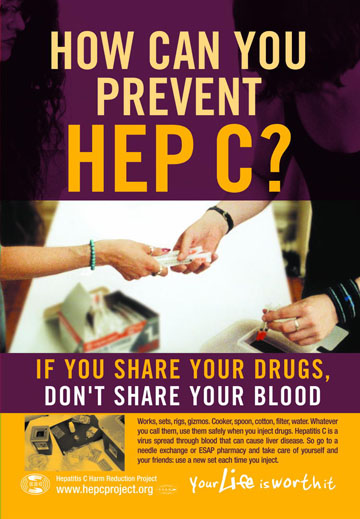 HOW CAN YOU
PREVENT
HEP C?
IF YOU SHARE YOUR DRUGS,
DON'T SHARE YOUR BLOOD
Works, sets, rigs, gizmos. Cooker, spoon, cotton, filter, water. Whatever
you call them, use them safely when you inject drugs. Hepatitis C is a
virus spread through blood that can cause liver disease. So go to a
needle exchange or ESAP pharmacy and take care of yourself and
your friends: use a new set each time you inject.
Hepatitis C Harm Reduction Project
www.hepcproject.org
Your Life is worth it